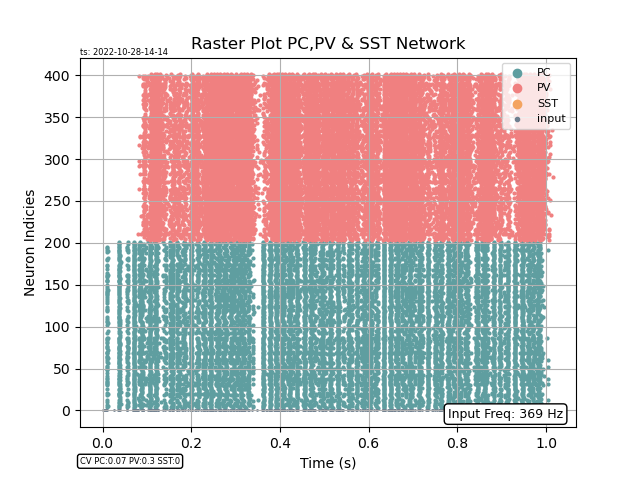 ts: 2022-10-28-14-14
Raster Plot PC,PV & SST Network
400
350
300
250
200
150
100
50
0
Neuron Indicies
PC
PV
SST
input
Input Freq: 369 Hz
0.0 0.2 0.4 0.6 0.8 1.0
Time (s)
CV PC:0.07 PV:0.3 SST:0